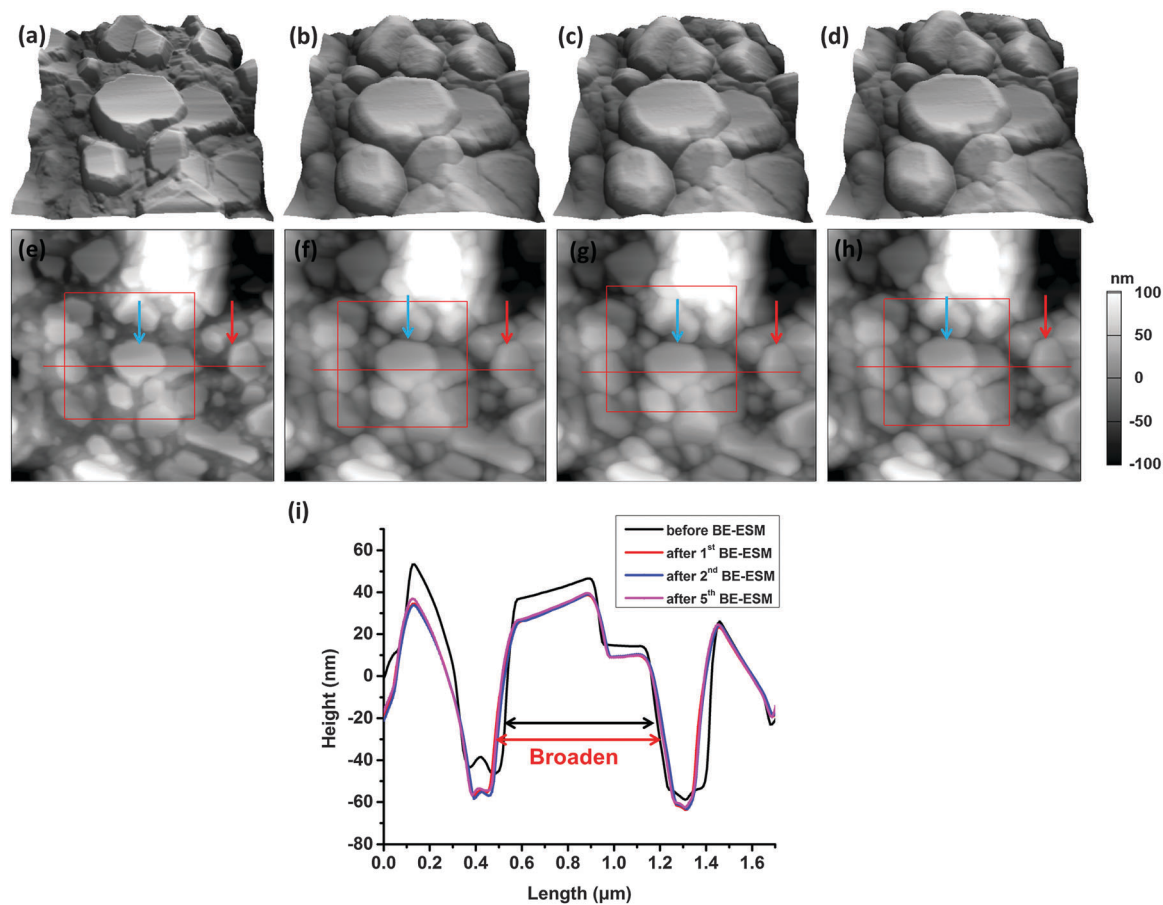 (a) (b) (c) (d)
(e) (f) (g) (h)
nm
100
50
0
-50
-100
(i)
before BE-ESM
after 1st BE-ESM
after 2nd BE-ESM
after 5th BE-ESM
60
40
20
0
-20
-40
-60
-80
Height (nm)
Broaden
0.0 0.2 0.4 0.6 0.8 1.0 1.2 1.4 1.6
Length (μm)